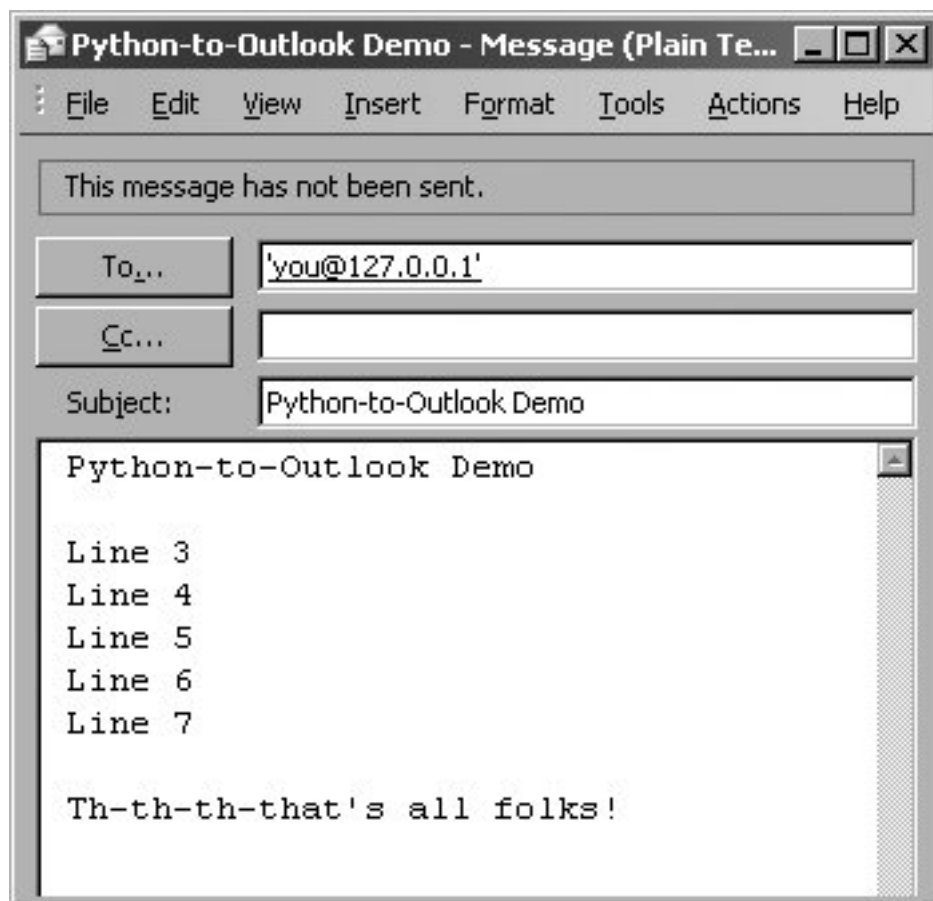 Python-to-Outlook Demo - Message (Plain Te...
File Edit View Insert Format Tools Actions Help
This message has not been sent.
To... 'you@127.0.0.1'
Cc...
Subject: Python-to-Outlook Demo
Python-to-Outlook Demo
Line 3
Line 4
Line 5
Line 6
Line 7
Th-th-th-that's all folks!